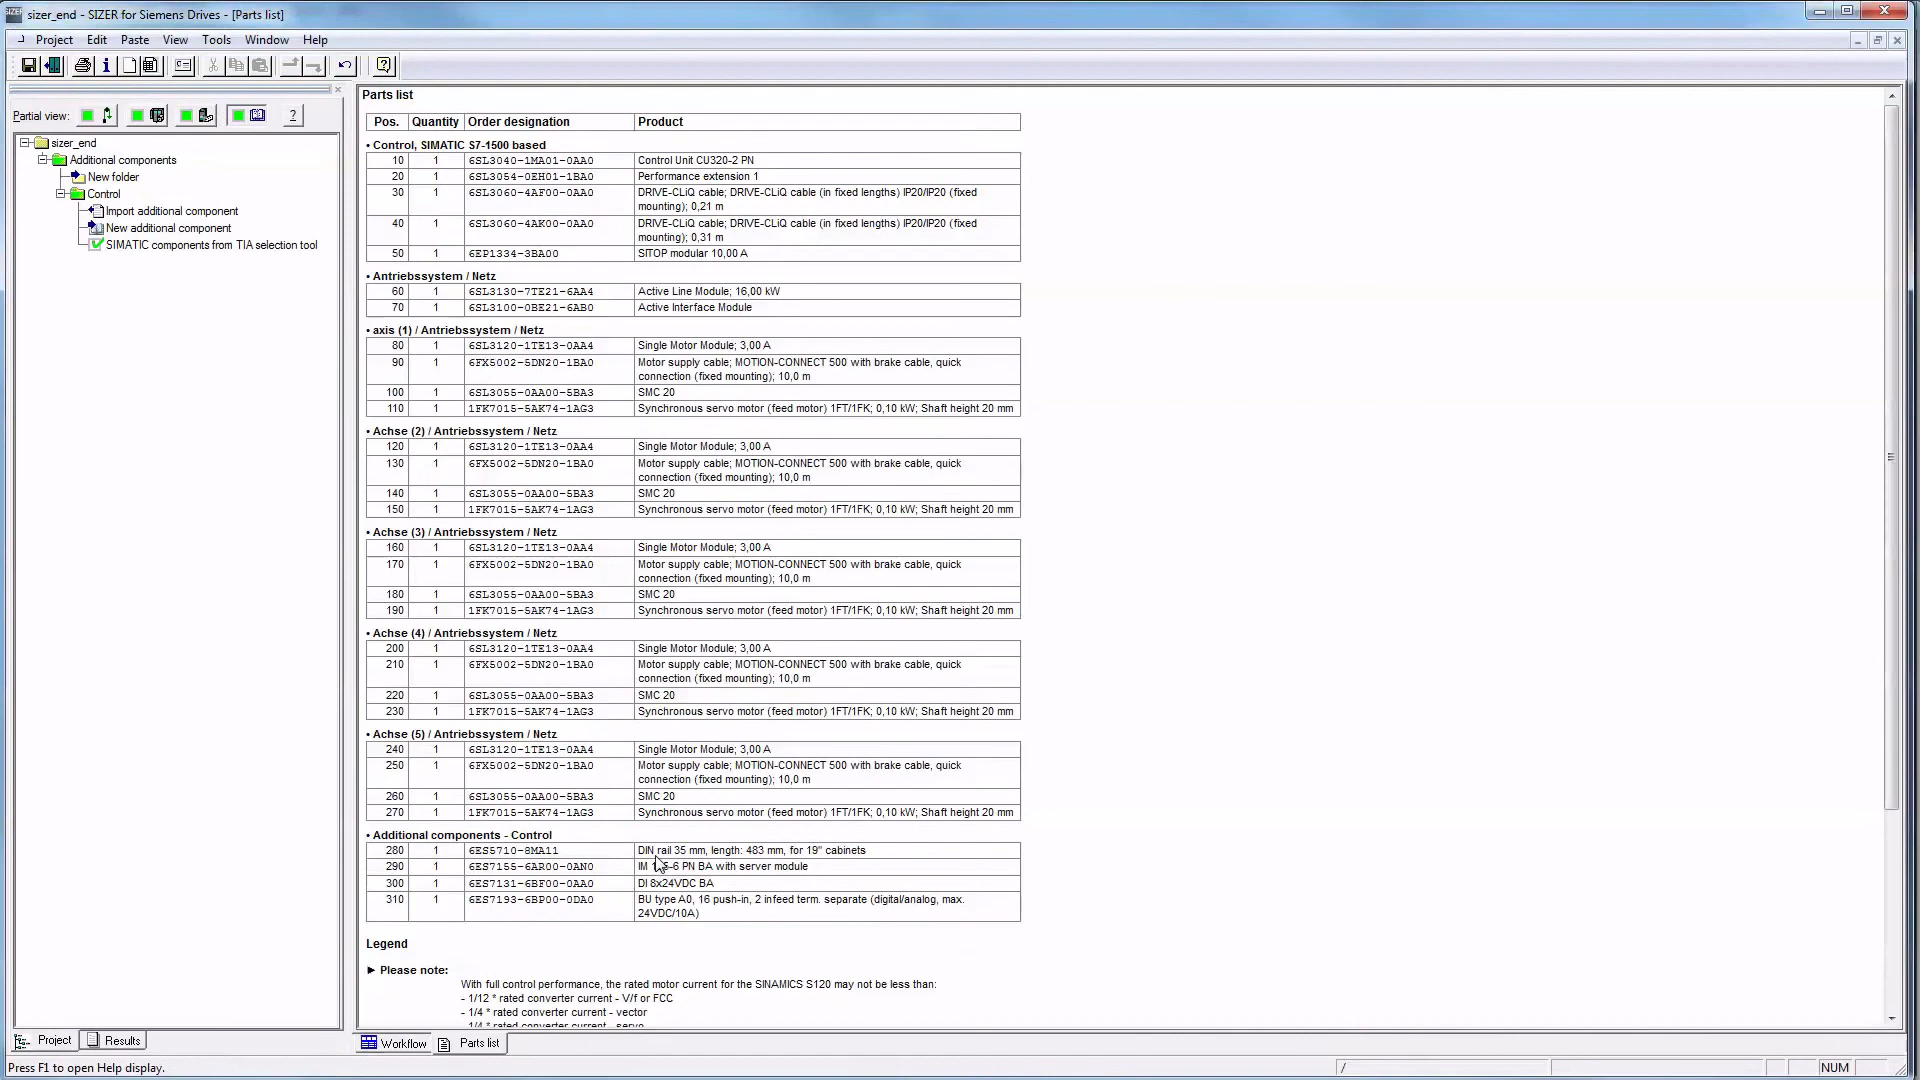 sizer_end - SIZER for Siemens Drives - [Parts list]
Project Edit Paste View Tools Window Help
Partial view:
sizer_end
Additional components
New folder
Control
Import additional component
New additional component
SIMATIC components from TIA selection tool
Project Results
Parts list
Pos. Quantity Order designation Product
• Control, SIMATIC S7-1500 based
10 1 6SL3040-1MA01-0AA0 Control Unit CU320-2 PN
20 1 6SL3054-0EH01-1BA0 Performance extension 1
30 1 6SL3060-4AF00-0AA0 DRIVE-CLiQ cable; DRIVE-CLiQ cable (in fixed lengths) IP20/IP20 (fixed
mounting); 0,21 m
40 1 6SL3060-4AK00-0AA0 DRIVE-CLiQ cable; DRIVE-CLiQ cable (in fixed lengths) IP20/IP20 (fixed
mounting); 0,31 m
50 1 6EP1334-3BA00 SITOP modular 10,00 A
• Antriebssystem / Netz
60 1 6SL3130-7TE21-6AA4 Active Line Module; 16,00 kW
70 1 6SL3100-0BE21-6AB0 Active Interface Module
• axis (1) / Antriebssystem / Netz
80 1 6SL3120-1TE13-0AA4 Single Motor Module; 3,00 A
90 1 6FX5002-5DN20-1BA0 Motor supply cable; MOTION-CONNECT 500 with brake cable, quick
connection (fixed mounting); 10,0 m
100 1 6SL3055-0AA00-5BA3 SMC 20
110 1 1FK7015-5AK74-1AG3 Synchronous servo motor (feed motor) 1FT/1FK; 0,10 kW; Shaft height 20 mm
• Achse (2) / Antriebssystem / Netz
120 1 6SL3120-1TE13-0AA4 Single Motor Module; 3,00 A
130 1 6FX5002-5DN20-1BA0 Motor supply cable; MOTION-CONNECT 500 with brake cable, quick
connection (fixed mounting); 10,0 m
140 1 6SL3055-0AA00-5BA3 SMC 20
150 1 1FK7015-5AK74-1AG3 Synchronous servo motor (feed motor) 1FT/1FK; 0,10 kW; Shaft height 20 mm
• Achse (3) / Antriebssystem / Netz
160 1 6SL3120-1TE13-0AA4 Single Motor Module; 3,00 A
170 1 6FX5002-5DN20-1BA0 Motor supply cable; MOTION-CONNECT 500 with brake cable, quick
connection (fixed mounting); 10,0 m
180 1 6SL3055-0AA00-5BA3 SMC 20
190 1 1FK7015-5AK74-1AG3 Synchronous servo motor (feed motor) 1FT/1FK; 0,10 kW; Shaft height 20 mm
• Achse (4) / Antriebssystem / Netz
200 1 6SL3120-1TE13-0AA4 Single Motor Module; 3,00 A
210 1 6FX5002-5DN20-1BA0 Motor supply cable; MOTION-CONNECT 500 with brake cable, quick
connection (fixed mounting); 10,0 m
220 1 6SL3055-0AA00-5BA3 SMC 20
230 1 1FK7015-5AK74-1AG3 Synchronous servo motor (feed motor) 1FT/1FK; 0,10 kW; Shaft height 20 mm
• Achse (5) / Antriebssystem / Netz
240 1 6SL3120-1TE13-0AA4 Single Motor Module; 3,00 A
250 1 6FX5002-5DN20-1BA0 Motor supply cable; MOTION-CONNECT 500 with brake cable, quick
connection (fixed mounting); 10,0 m
260 1 6SL3055-0AA00-5BA3 SMC 20
270 1 1FK7015-5AK74-1AG3 Synchronous servo motor (feed motor) 1FT/1FK; 0,10 kW; Shaft height 20 mm
• Additional components - Control
280 1 6ES5710-8MA11 DIN rail 35 mm, length: 483 mm, for 19" cabinets
290 1 6ES7155-6AR00-0AN0 IM PN BA with server module
300 1 6ES7131-6BF00-0AA0 DI 8x24VDC BA
310 1 6ES7193-6BP00-0DA0 BU type A0, 16 push-in, 2 infeed term. separate (digital/analog, max.
24VDC/10A)
Legend
► Please note:
With full control performance, the rated motor current for the SINAMICS S120 may not be less than:
- 1/12 * rated converter current - V/f or FCC
- 1/4 * rated converter current - vector
- 1/4 * rated converter current - servo
Workflow Parts list
Press F1 to open Help display.
/
NUM